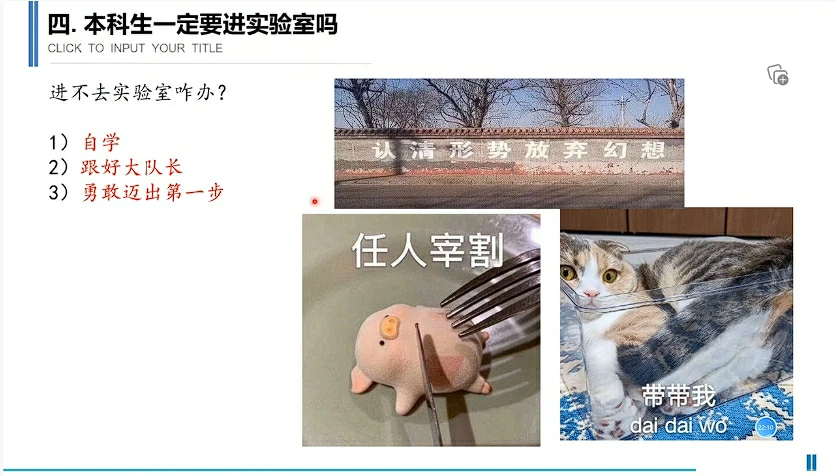 四. 本科生一定要进实验室吗
CLICK TO INPUT YOUR TITLE
进不去实验室咋办？
1）自学
2）跟好大队长
3）勇敢迈出第一步
认清形势放弃幻想
任人宰割
带带我
dai dai wo
22:10